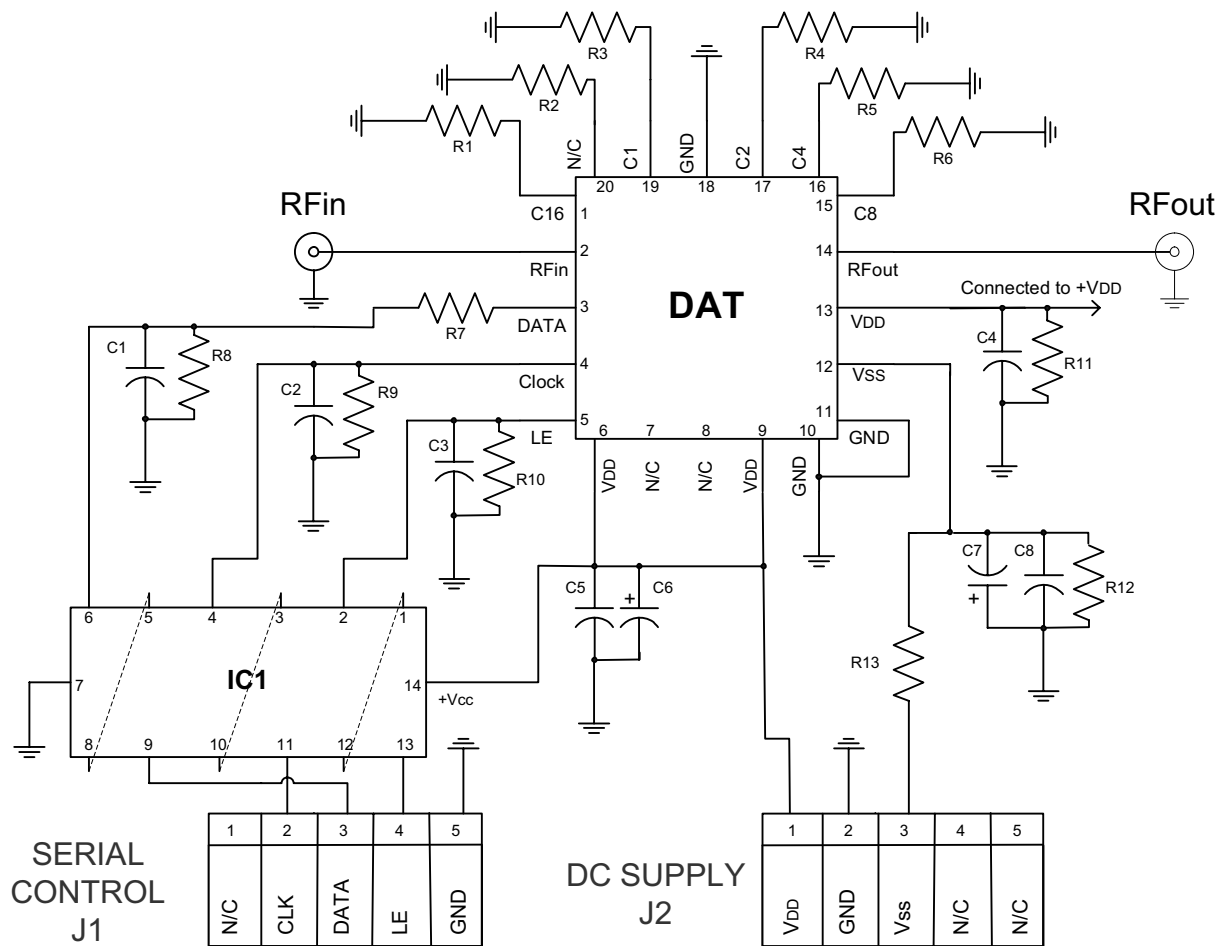 R3
R4
R2
R5
R1
R6
N/C
C1
GND
C2
C4
20
19
18
17
16
RFin
C16
1
15
C8
RFout
2
14
RFin
RFout
DAT
Connected to +VDD
3
13
DATA
VDD
R7
C1
R8
C4
R11
4
12
Clock
VSS
C2
R9
5
11
LE
GND
6
7
8
9
10
VDD
N/C
N/C
VDD
GND
C3
R10
C7
C8
+
R12
C5
+
C6
6
5
4
3
2
1
R13
7
IC1
14
+Vcc
8
9
10
11
12
13
1
2
3
4
5
N/C
CLK
DATA
LE
GND
SERIAL
CONTROL
J1
1
2
3
4
5
VDD
GND
Vss
N/C
N/C
DC SUPPLY
J2